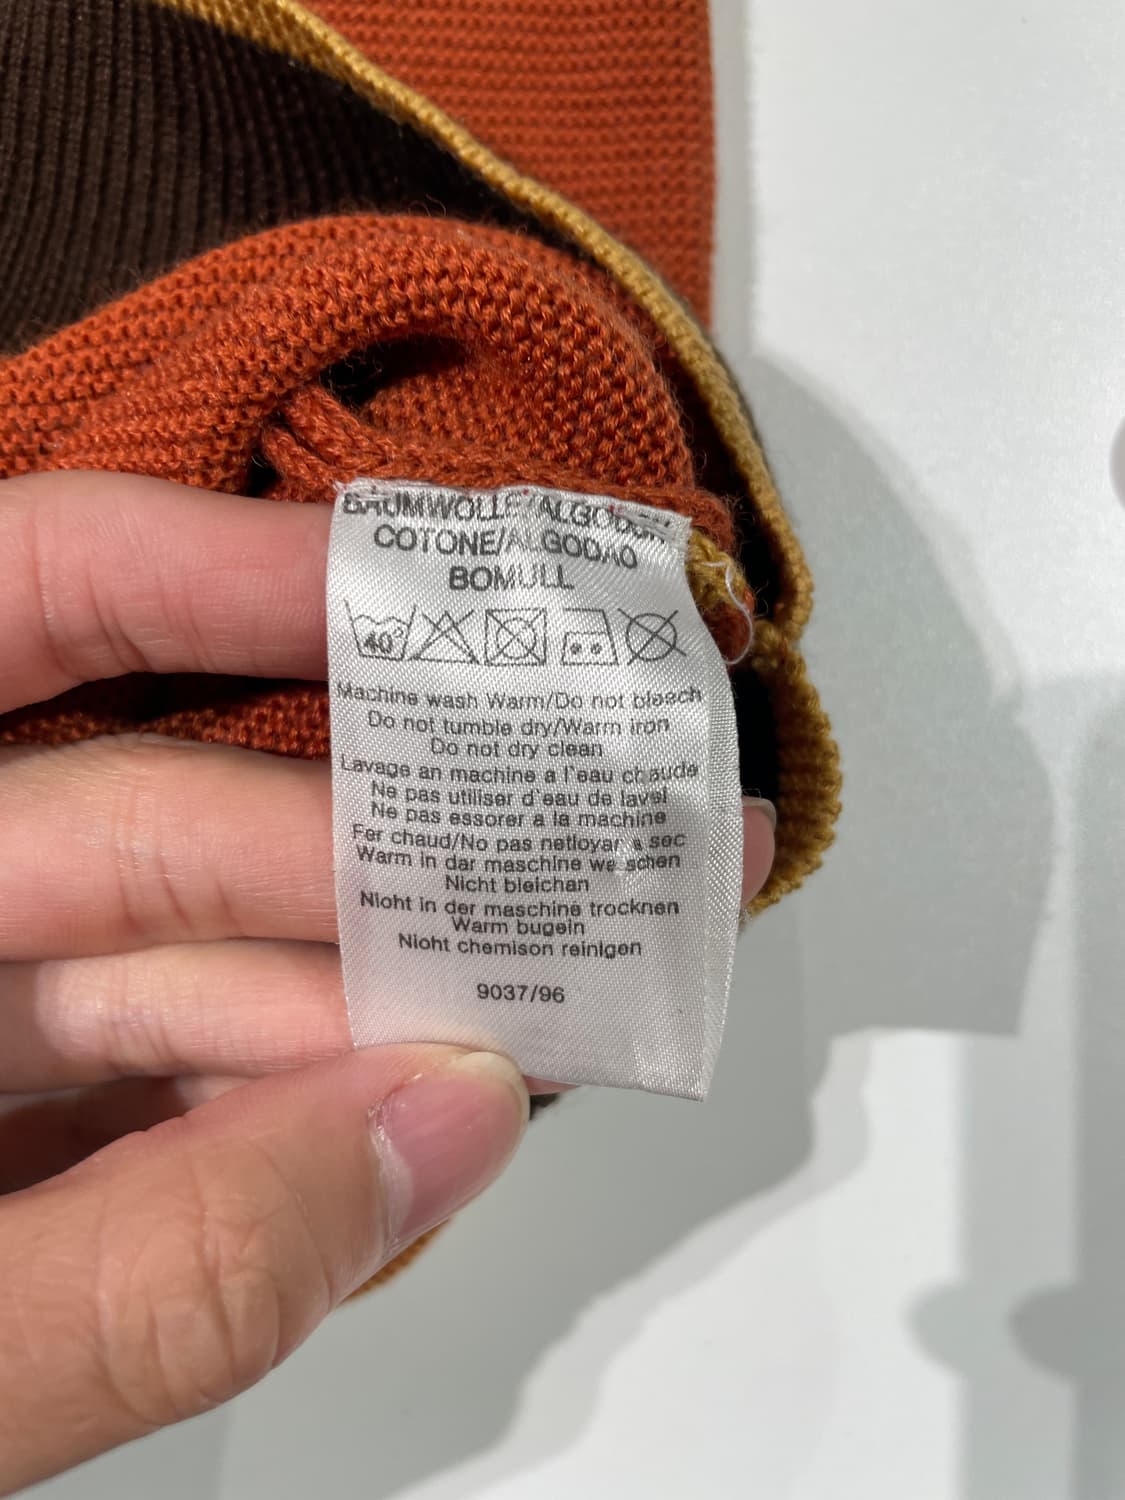 BAUMWOLLE/ALGODON
COTONE/ALGODAO
BOMULL
40°
Machine wash Warm/Do not bleach
Do not tumble dry/Warm iron
Do not dry clean
Lavage an machine a l'eau chaude
Ne pas utiliser d'eau de lavel
Ne pas essorer a la machine
Fer chaud/No pas netloyar a sec
Warm in dar maschine waschen
Nicht bleichan
Nioht in der maschine trocknen
Warm bugein
Nioht chemison reinigen
9037/96